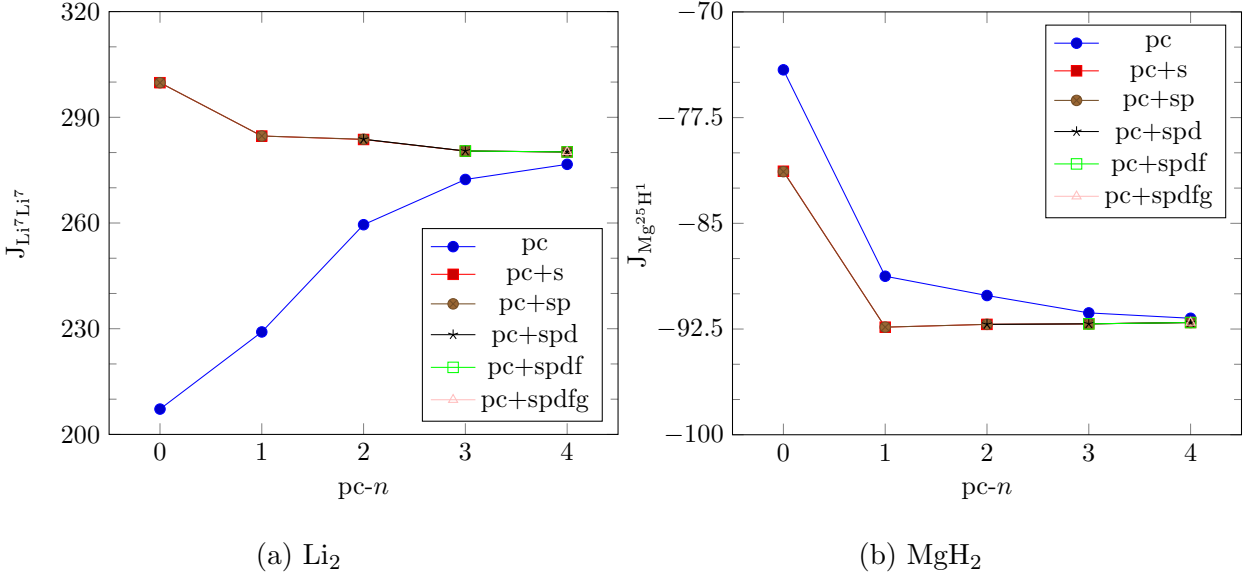 320
290
260
230
200
J_{Li^7Li^7}
0 1 2 3 4
pc-n
pc
pc+s
pc+sp
pc+spd
pc+spdf
pc+spdfg
(a) Li₂
−70
−77.5
−85
−92.5
−100
J_{Mg^25H^1}
0 1 2 3 4
pc-n
pc
pc+s
pc+sp
pc+spd
pc+spdf
pc+spdfg
(b) MgH₂